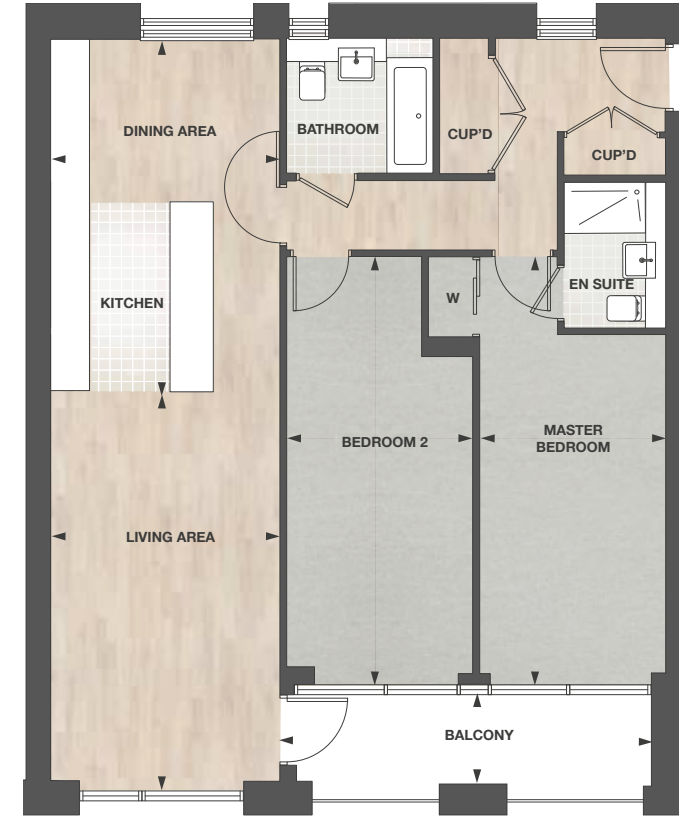 DINING AREA
BATHROOM
CUP'D
CUP'D
KITCHEN
W
EN SUITE
BEDROOM 2
MASTER
BEDROOM
LIVING AREA
BALCONY